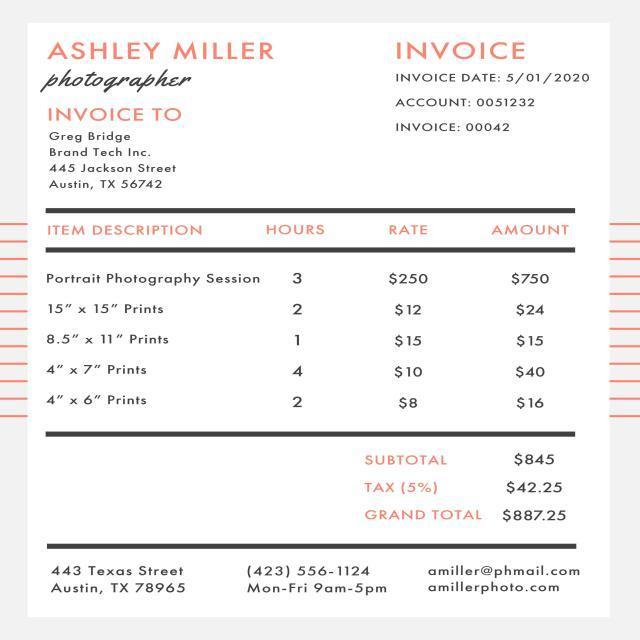 ASHLEY MILLER
photographer
INVOICE
INVOICE DATE: 5/01/2020
ACCOUNT: 0051232
INVOICE: 00042
INVOICE TO
Greg Bridge
Brand Tech Inc.
445 Jackson Street
Austin, TX 56742
ITEM DESCRIPTION HOURS RATE AMOUNT
Portrait Photography Session 3 $250 $750
15” x 15” Prints 2 $12 $24
8.5” x 11” Prints 1 $15 $15
4” x 7” Prints 4 $10 $40
4” x 6” Prints 2 $8 $16
SUBTOTAL $845
TAX (5%) $42.25
GRAND TOTAL $887.25
443 Texas Street
Austin, TX 78965
(423) 556-1124
Mon-Fri 9am-5pm
amiller@phmail.com
amillerphoto.com